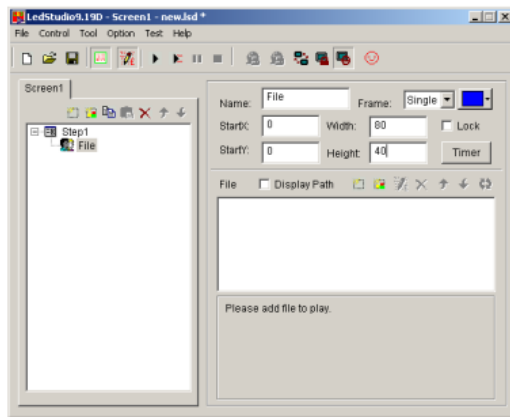 LedStudio9.19D - Screen1 - new.lsd *
File Control Tool Option Test Help
Screen1
Step1
File
Name: File Frame: Single
StartX: 0 Width: 80 Lock
StartY: 0 Height: 40 Timer
File Display Path
Please add file to play.